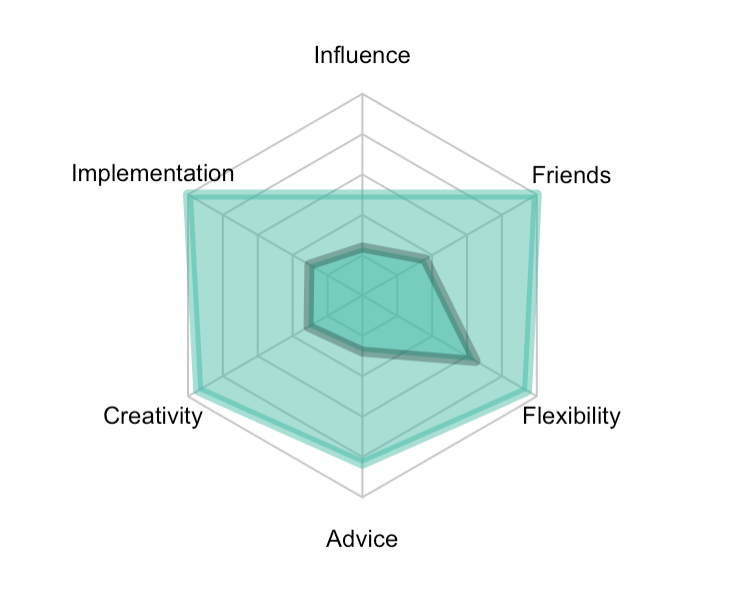 Influence
Implementation
Friends
Creativity
Flexibility
Advice